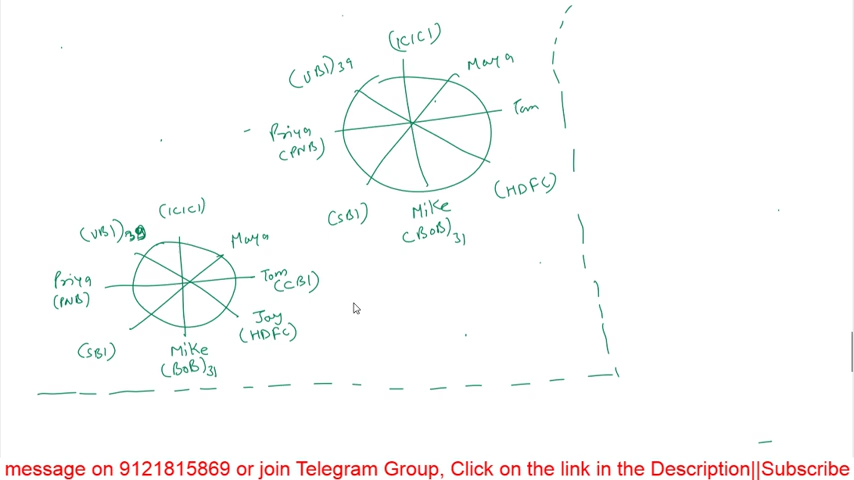 (ICICI)
(UBI) 39
Maya
Tom
Priya
(PNB)
(HDFC)
(SBI)
Mike
(BOB) 31
(ICICI)
(UBI)
Maya
Priya
(PNB)
Tom
(CBI)
Jay
(HDFC)
(SBI)
Mike
(BOB) 31
message on 9121815869 or join Telegram Group, Click on the link in the Description||Subscribe